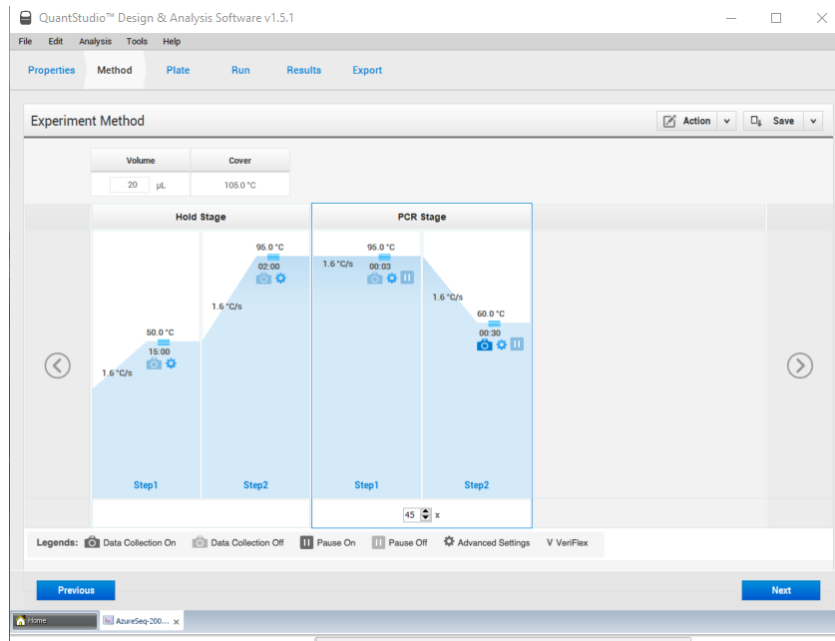 QuantStudio™ Design & Analysis Software v1.5.1
File Edit Analysis Tools Help
Properties Method Plate Run Results Export
Experiment Method
Action
Save
Volume Cover
20 µL 105.0 °C
Hold Stage PCR Stage
95.0 °C
02:00
1.6 °C/s
50.0 °C
15:00
1.6 °C/s
95.0 °C
1.6 °C/s 00:03
1.6 °C/s
60.0 °C
00:30
Step1 Step2 Step1 Step2
45 x
Legends: Data Collection On Data Collection Off Pause On Pause Off Advanced Settings V VeriFlex
Previous Next
Home AzureSeq-200... x